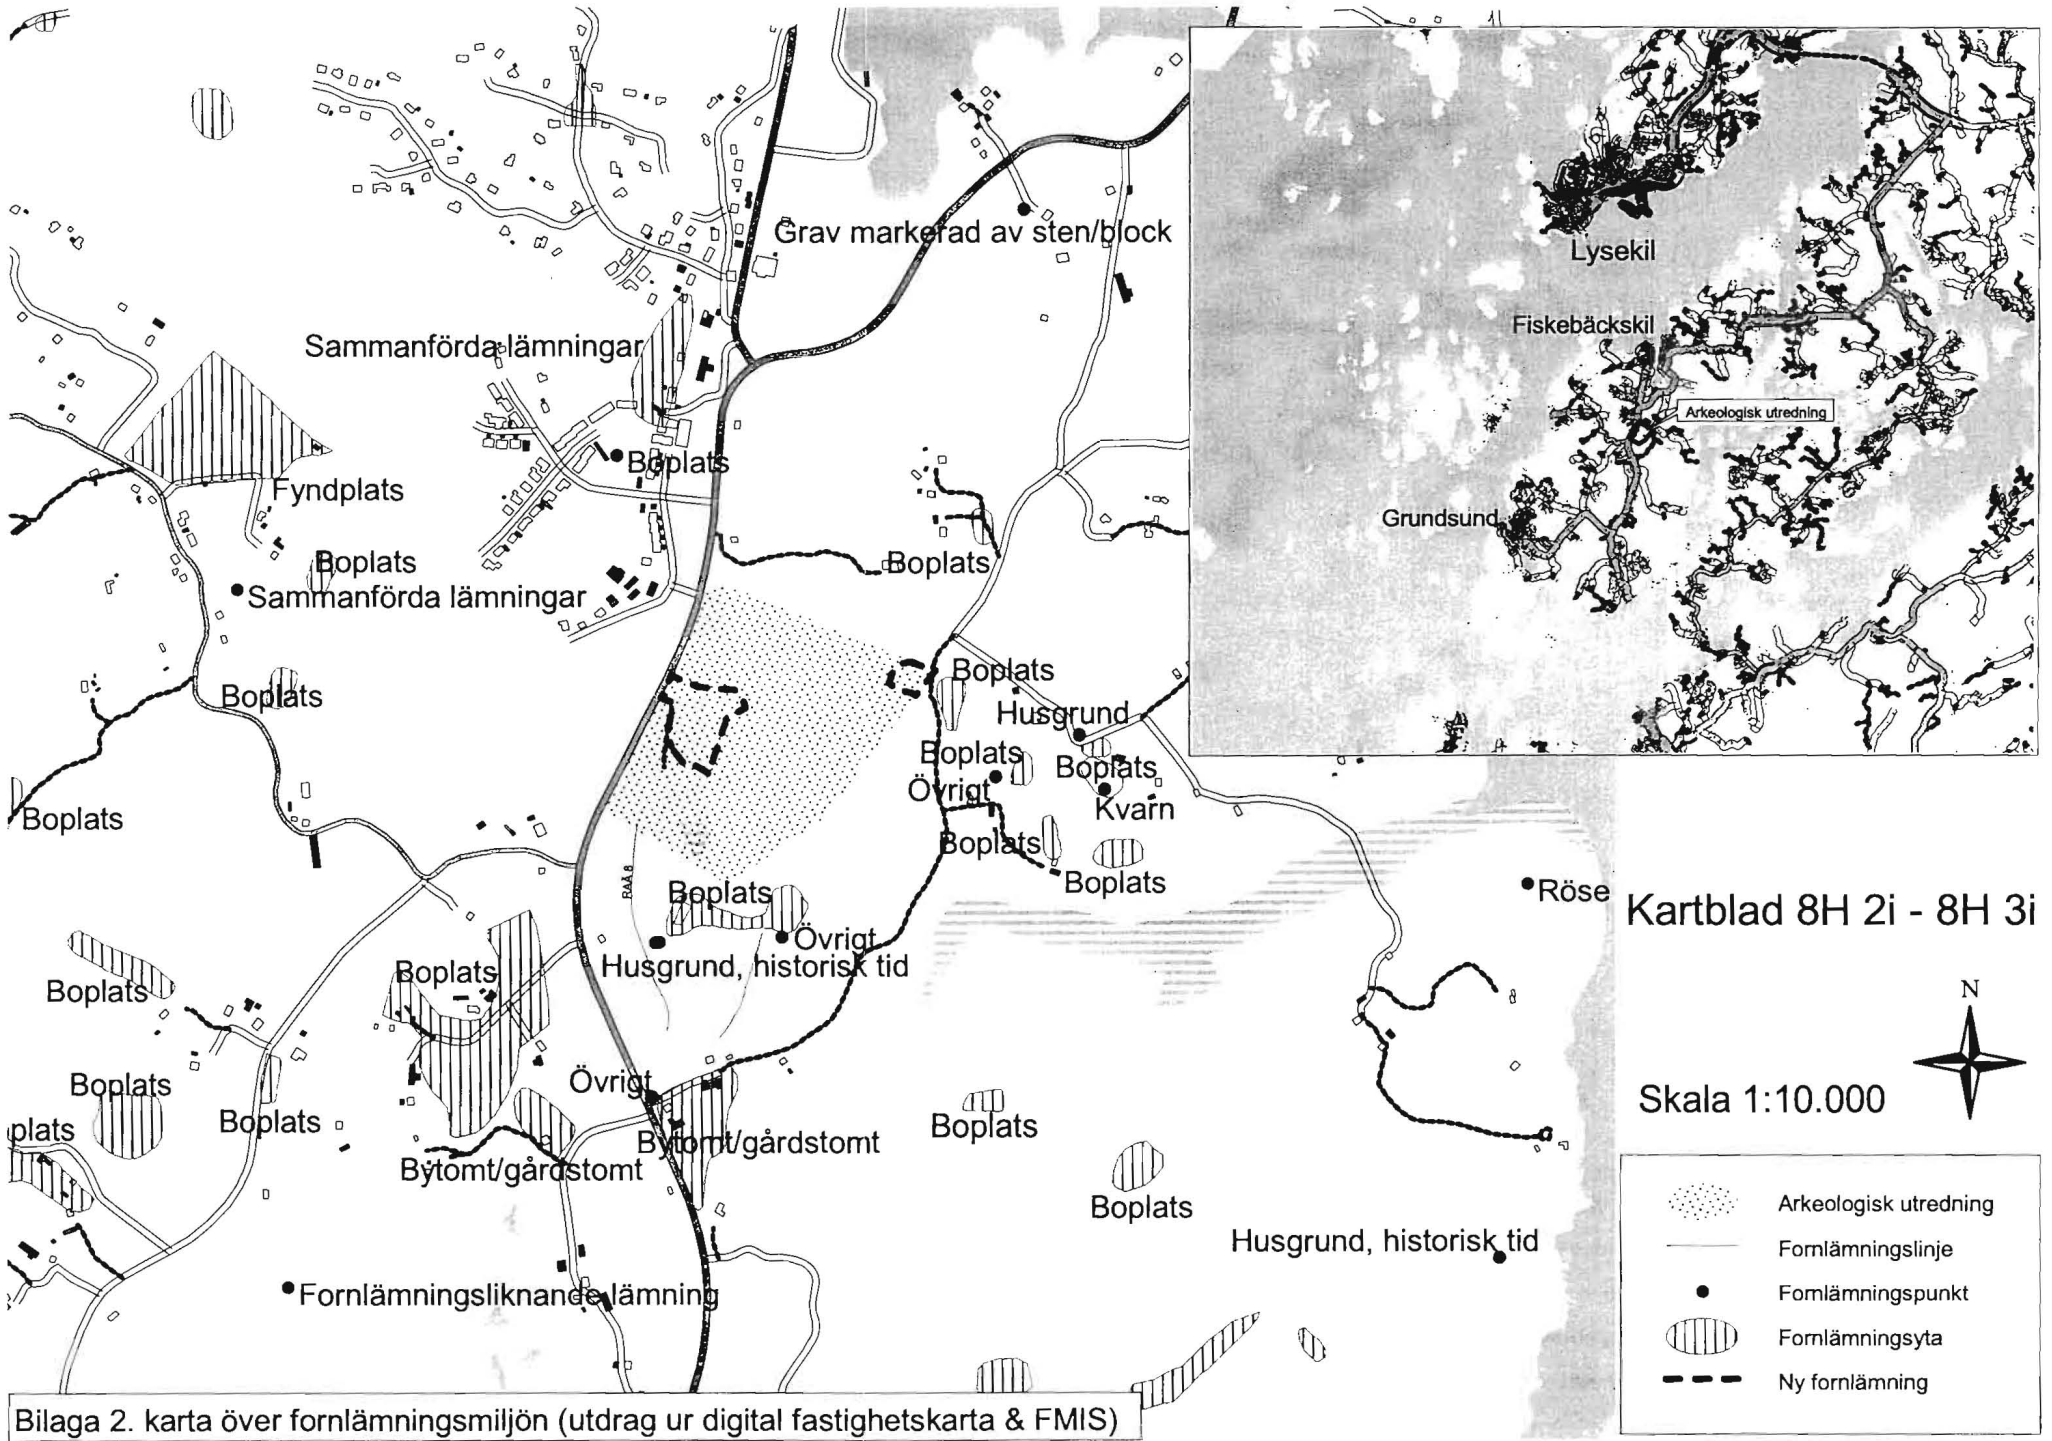 Grav markerad av sten/block
Lysekil
Fiskebäckskil
Arkeologisk utredning
Grundsund
Sammanförda lämningar
Boplats
Fyndplats
Boplats
Boplats
Sammanförda lämningar
Boplats
Boplats
Husgrund
Boplats
Boplats
Övrigt
Kvarn
Boplats
Boplats
Boplats
RAÄ 8
Boplats
Röse
Kartblad 8H 2i - 8H 3i
Övrigt
Husgrund, historisk tid
Boplats
Boplats
N
Övrigt
Boplats
Boplats
plats
Boplats
Bytomt/gårdstomt
Bytomt/gårdstomt
Skala 1:10.000
Boplats
Husgrund, historisk tid
Fornlämningsliknande lämning
Arkeologisk utredning
Fornlämningslinje
Fornlämningspunkt
Fornlämningsyta
Ny fornlämning
Bilaga 2. karta över fornlämningsmiljön (utdrag ur digital fastighetskarta & FMIS)